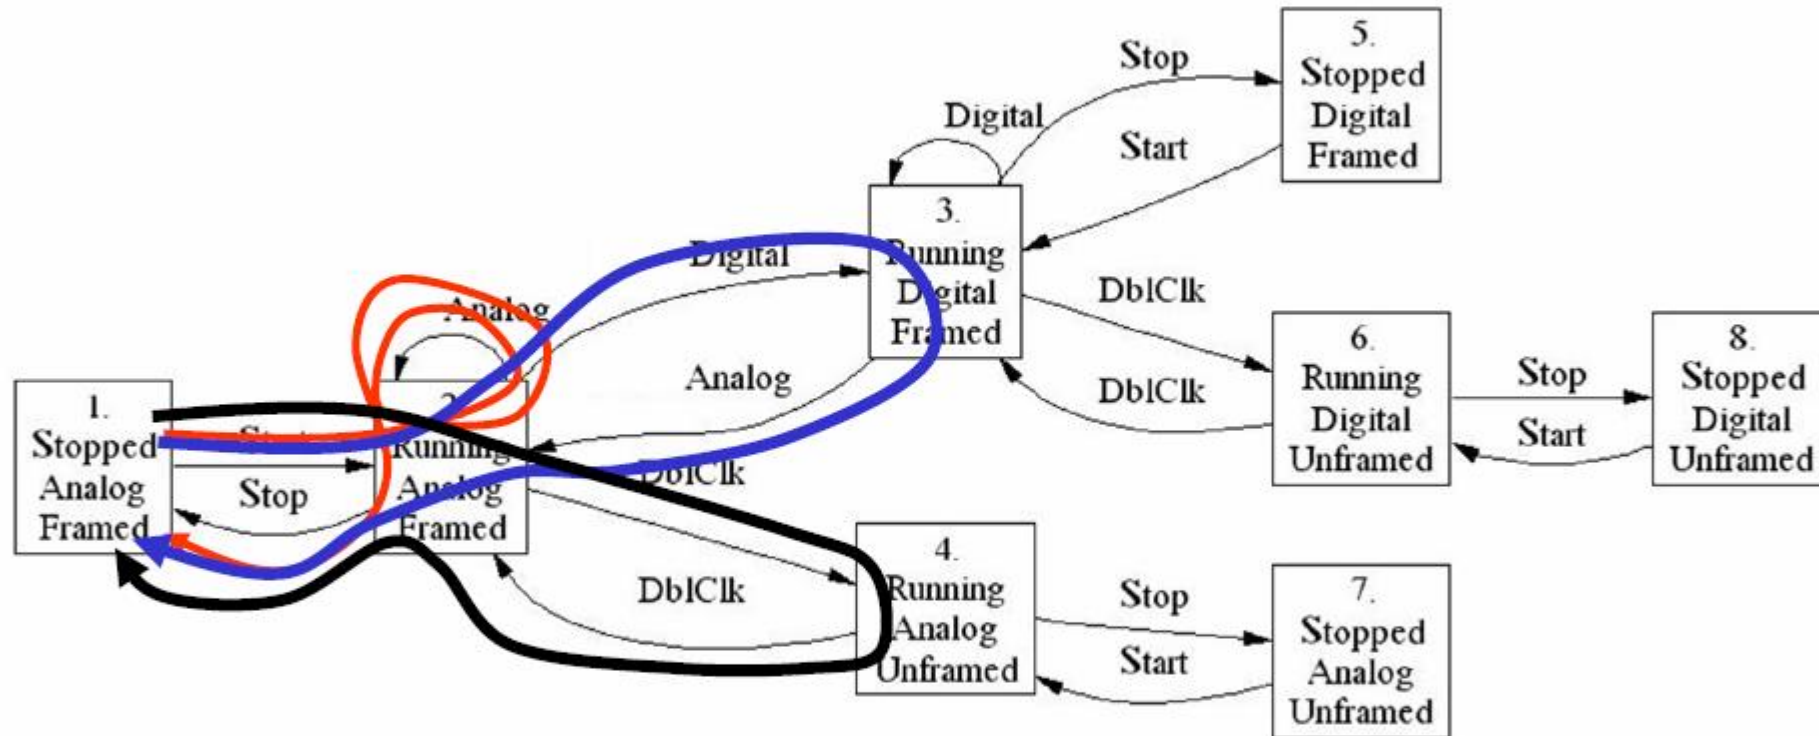 5.
Stopped
Digital
Framed
Stop
Start
Digital
3.
Running
Digital
Framed
Digital
Analog
Analog
DblClk
DblClk
6.
Running
Digital
Unframed
Stop
Start
8.
Stopped
Digital
Unframed
1.
Stopped
Analog
Framed
Stop
2.
Running
Analog
Framed
DblClk
DblClk
4.
Running
Analog
Unframed
Stop
Start
7.
Stopped
Analog
Unframed